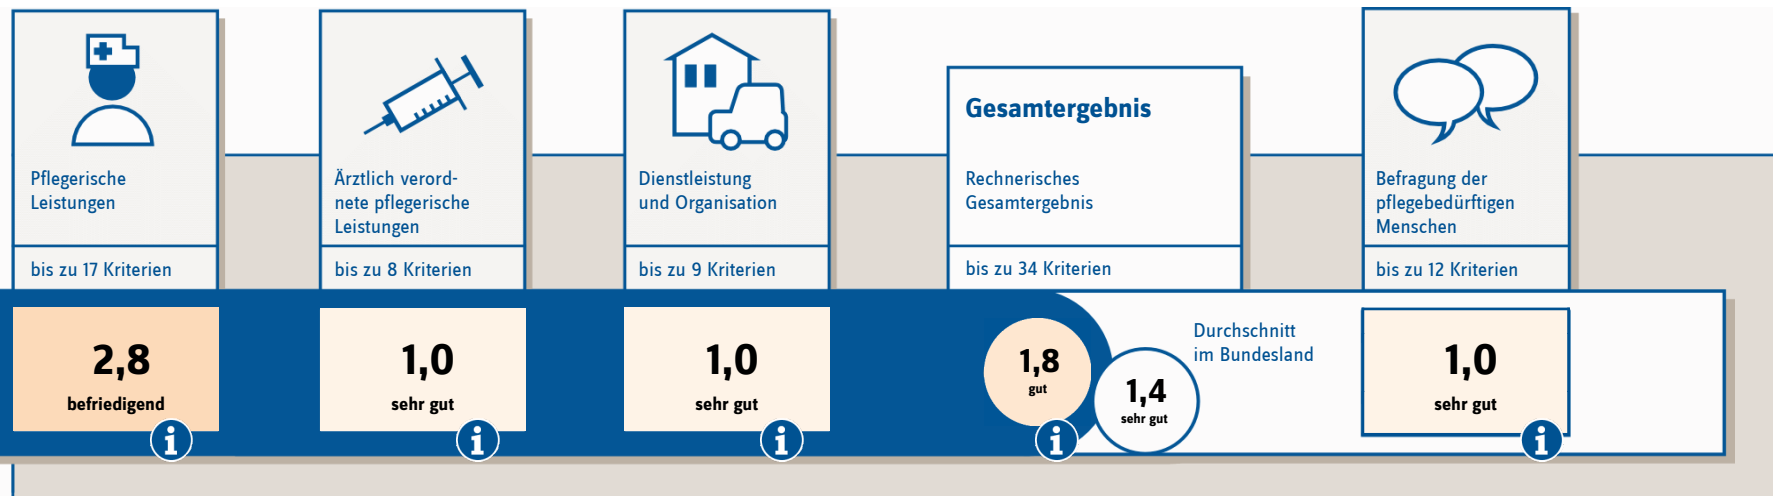 Pflegerische
Leistungen
bis zu 17 Kriterien
2,8
befriedigend
i
Ärztlich verord-
nete pflegerische
Leistungen
bis zu 8 Kriterien
1,0
sehr gut
i
Dienstleistung
und Organisation
bis zu 9 Kriterien
1,0
sehr gut
i
Gesamtergebnis
Rechnerisches
Gesamtergebnis
bis zu 34 Kriterien
1,8
gut
i
Durchschnitt
im Bundesland
1,4
sehr gut
Befragung der
pflegebedürftigen
Menschen
bis zu 12 Kriterien
1,0
sehr gut
i